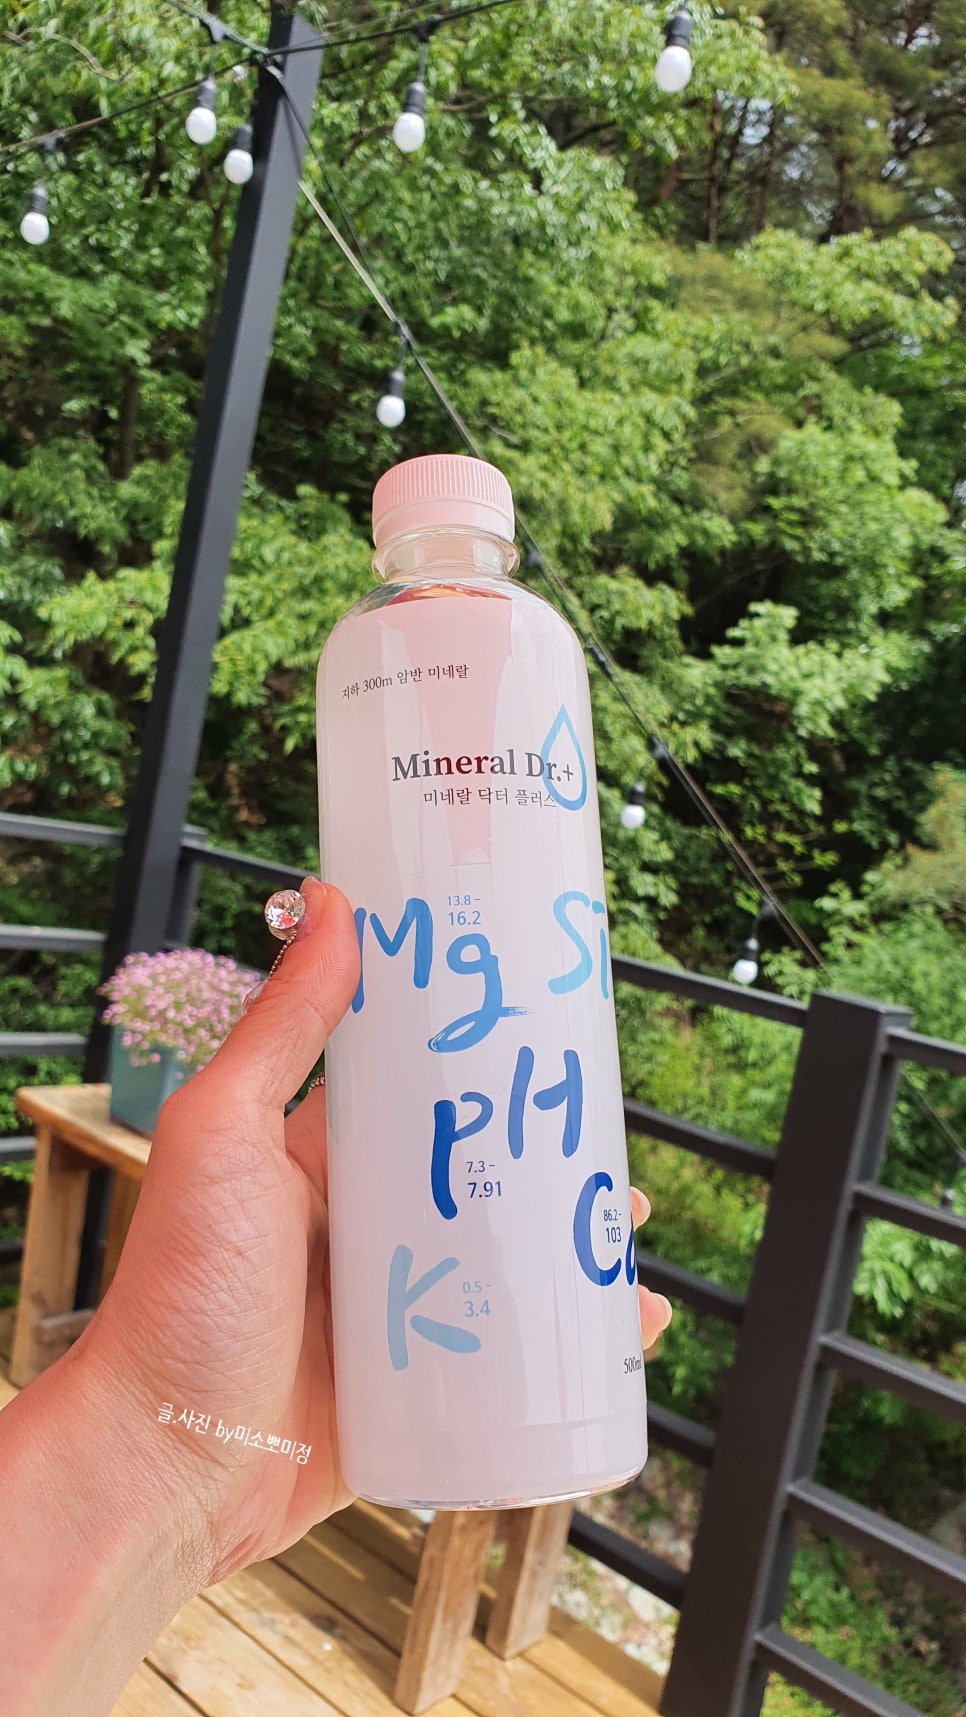 지하 300m 암반 미네랄
Mineral Dr.+
미네랄 닥터 플러스
Mg
13.8 -
16.2
Si
pH
7.3 -
7.91
Ca
86.2 -
103
K
0.5 -
3.4
500ml
글.사진 by미소뽀미정